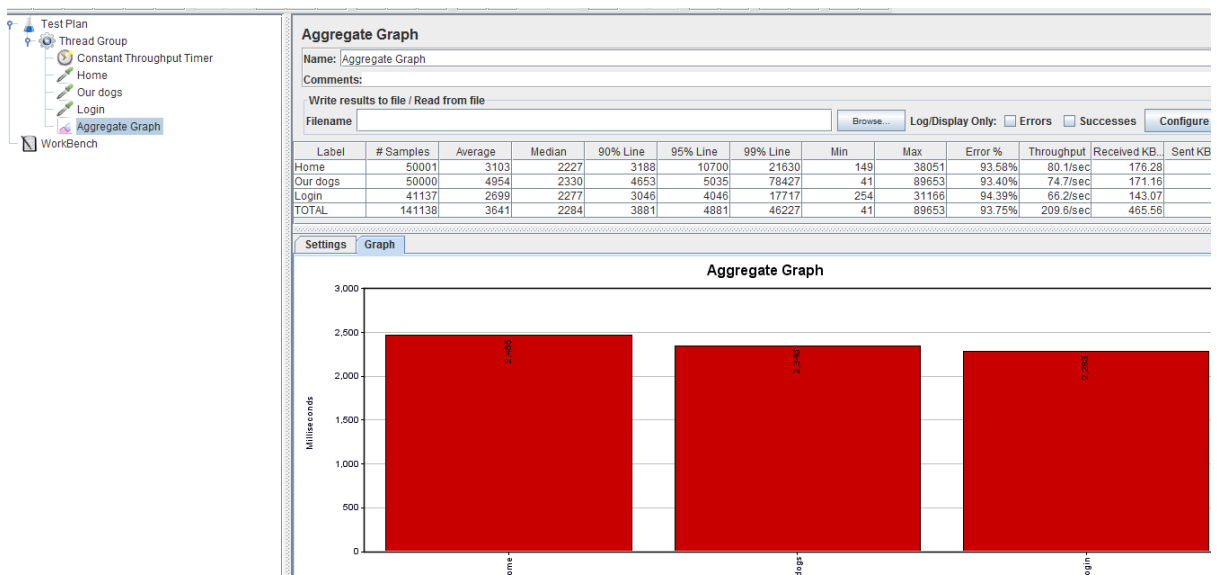 Test Plan
Thread Group
Constant Throughput Timer
Home
Our dogs
Login
Aggregate Graph
WorkBench
Aggregate Graph
Name: Aggregate Graph
Comments:
Write results to file / Read from file
Filename Browse... Log/Display Only: Errors Successes Configure
Label # Samples Average Median 90% Line 95% Line 99% Line Min Max Error % Throughput Received KB... Sent KB
Home 50001 3103 2227 3188 10700 21630 149 38051 93.58% 80.1/sec 176.28
Our dogs 50000 4954 2330 4653 5035 78427 41 89653 93.40% 74.7/sec 171.16
Login 41137 2699 2277 3046 4046 17717 254 31166 94.39% 66.2/sec 143.07
TOTAL 141138 3641 2284 3881 4881 46227 41 89653 93.75% 209.6/sec 465.56
Settings Graph
Aggregate Graph
3,000
2,500
2,000
1,500
1,000
500
0
Milliseconds
2,346
2,283
ome
dogs
ogin